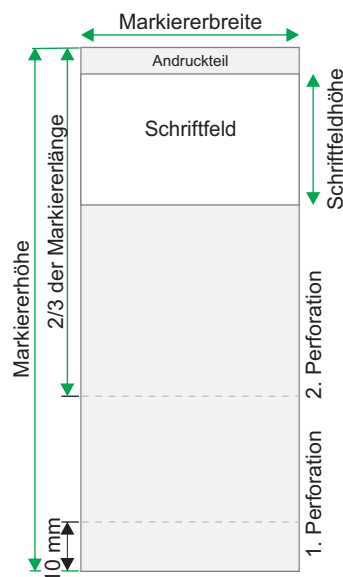 Markiererbreite
Andruckteil
Schriftfeld
Schriftfeldhöhe
2/3 der Markiererlänge
Markiererhöhe
2. Perforation
1. Perforation
10 mm